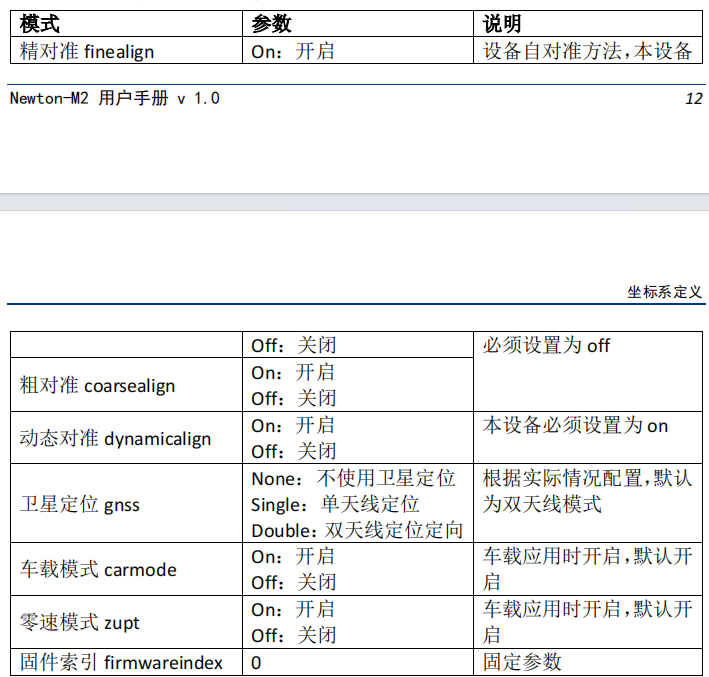 模式 参数 说明
精对准 finealign On：开启 设备自对准方法，本设备
Newton-M2 用户手册 v 1.0 12
坐标系定义
Off：关闭 必须设置为 off
粗对准 coarsealign On：开启
Off：关闭
动态对准 dynamicalign On：开启 本设备必须设置为 on
Off：关闭
None：不使用卫星定位 根据实际情况配置，默认
卫星定位 gnss Single：单天线定位 为双天线模式
Double：双天线定位定向
车载模式 carmode On：开启 车载应用时开启，默认开
Off：关闭 启
零速模式 zupt On：开启 车载应用时开启，默认开
Off：关闭 启
固件索引 firmwareindex 0 固定参数